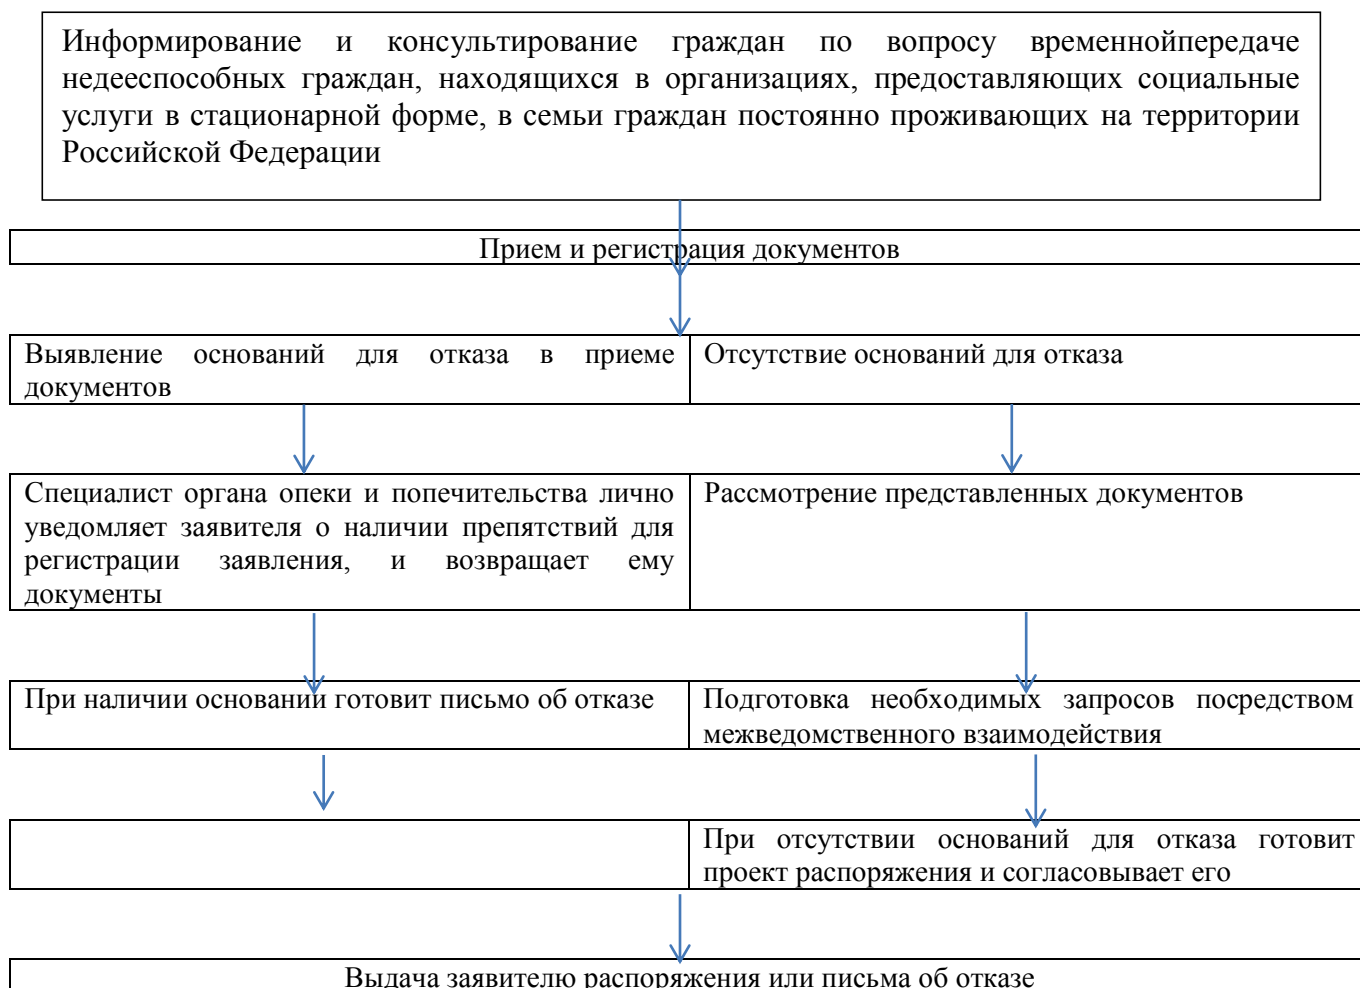 Информирование и консультирование граждан по вопросу временнойпередаче
недееспособных граждан, находящихся в организациях, предоставляющих социальные
услуги в стационарной форме, в семьи граждан постоянно проживающих на территории
Российской Федерации
Прием и регистрация документов
Выявление оснований для отказа в приеме
документов
Отсутствие оснований для отказа
Специалист органа опеки и попечительства лично
уведомляет заявителя о наличии препятствий для
регистрации заявления, и возвращает ему
документы
Рассмотрение представленных документов
При наличии основании готовит письмо об отказе
Подготовка необходимых запросов посредством
межведомственного взаимодействия
При отсутствии оснований для отказа готовит
проект распоряжения и согласовывает его
Выдача заявителю распоряжения или письма об отказе